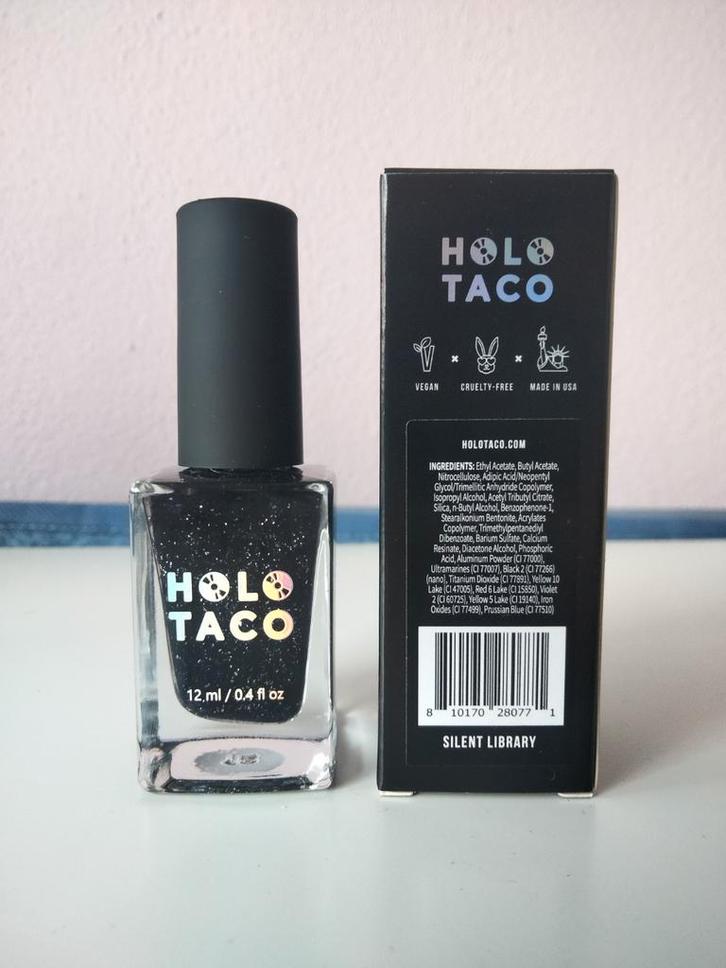 HOLO
TACO
12 ml / 0.4 fl oz
HOLO
TACO
VEGAN × CRUELTY-FREE × MADE IN USA
HOLOTACO.COM
INGREDIENTS: Ethyl Acetate, Butyl Acetate,
Nitrocellulose, Adipic Acid/Neopentyl
Glycol/Trimellitic Anhydride Copolymer,
Isopropyl Alcohol, Acetyl Tributyl Citrate,
Silica, n-Butyl Alcohol, Benzophenone-1,
Stearalkonium Bentonite, Acrylates
Copolymer, Trimethylpentanediyl
Dibenzoate, Barium Sulfate, Calcium
Resinate, Diacetone Alcohol, Phosphoric
Acid, Aluminum Powder (CI 77000),
Ultramarines (CI 77007), Black 2 (CI 77266)
(nano), Titanium Dioxide (CI 77891), Yellow 10
Lake (CI 47005), Red 6 Lake (CI 15850), Violet
2 (CI 60725), Yellow 5 Lake (CI 19140), Iron
Oxides (CI 77499), Prussian Blue (CI 77510)
8 10170 28077 1
SILENT LIBRARY